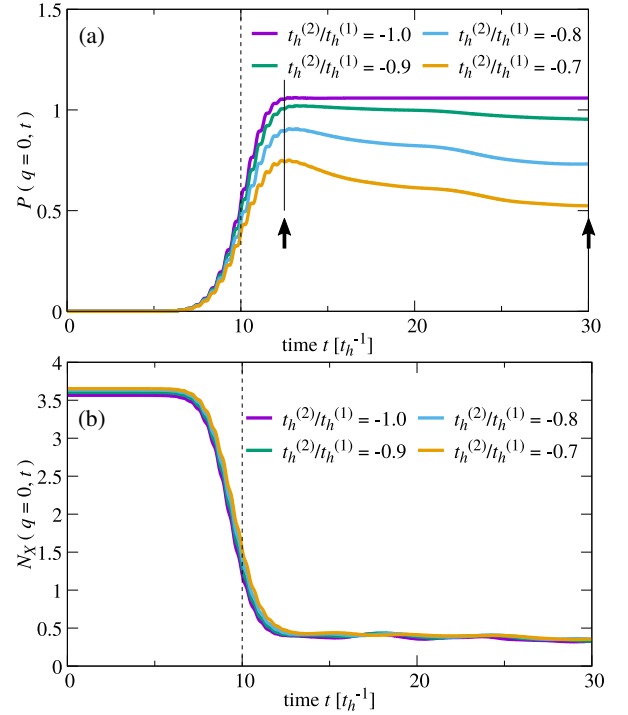 (a)
t_h^(2)/t_h^(1) = -1.0
t_h^(2)/t_h^(1) = -0.8
t_h^(2)/t_h^(1) = -0.9
t_h^(2)/t_h^(1) = -0.7
P ( q = 0, t )
1.5
1
0.5
0
0
10
20
30
time t [t_h^-1]
(b)
t_h^(2)/t_h^(1) = -1.0
t_h^(2)/t_h^(1) = -0.8
t_h^(2)/t_h^(1) = -0.9
t_h^(2)/t_h^(1) = -0.7
N_X ( q = 0, t )
4
3.5
3
2.5
2
1.5
1
0.5
0
0
10
20
30
time t [t_h^-1]